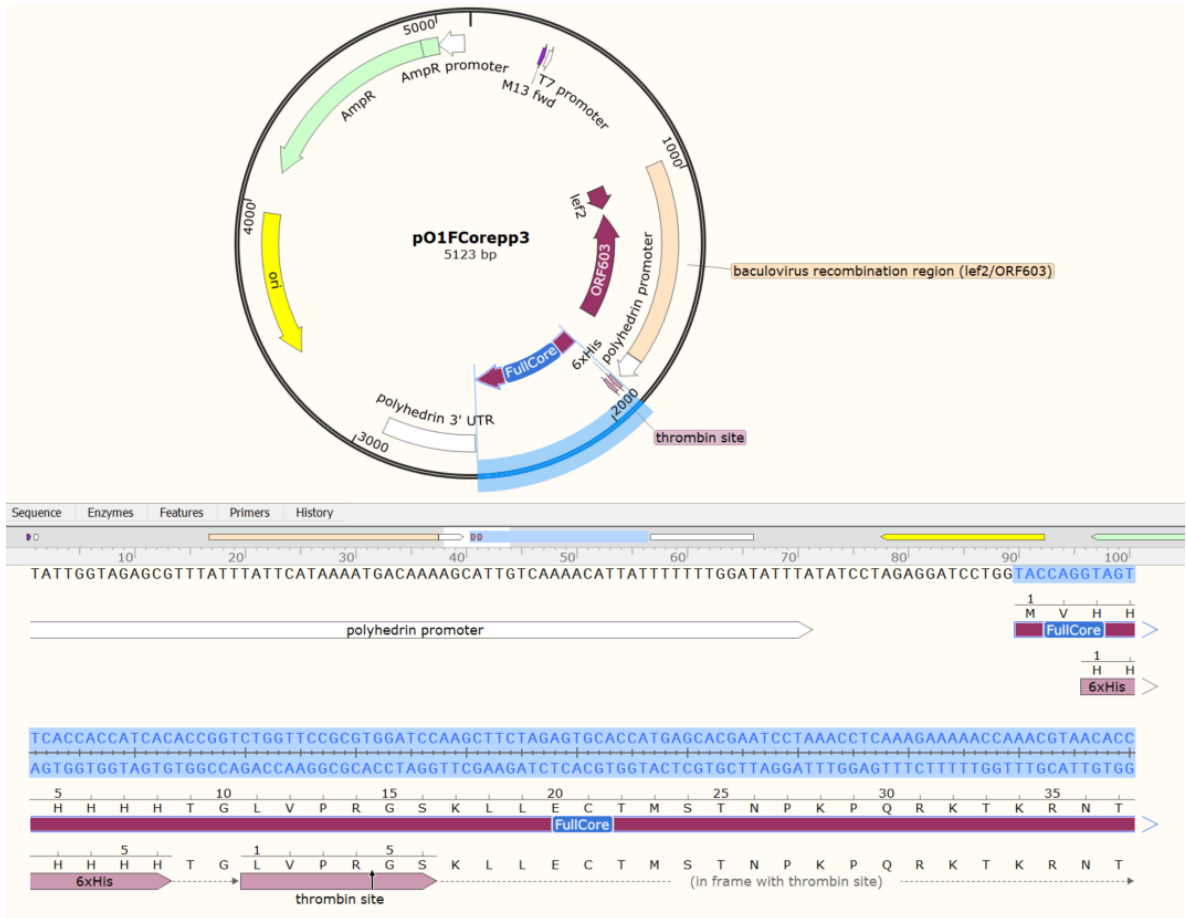 5000
AmpR promoter
M13 fwd
T7 promoter
AmpR
1000
4000
lef2
pO1FCorepp3
5123 bp
ORF603
ori
polyhedrin promoter
baculovirus recombination region (lef2/ORF603)
6xHis
FullCore
2000
polyhedrin 3' UTR
3000
thrombin site
Sequence Enzymes Features Primers History
10 20 30 40 50 60 70 80 90 100
TATTGGTAGAGCGTTTATTTATTCATAAAATGACAAAAGCATTGTCAAAACATTATTTTTTTGGATATTTATATCCTAGAGGATCCTGGTACCAGGTAGT
1
M V H H
polyhedrin promoter FullCore
1
H H
6xHis
TCACCACCATCACACCGGTCTGGTTCCGCGTGGATCCAAGCTTCTAGAGTGCACCATGAGCACGAATCCTAAACCTCAAAGAAAAACCAAACGTAACACC
AGTGGTGGTAGTGTGGCCAGACCAAGGCGCACCTAGGTTCGAAGATCTCACGTGGTACTCGTGCTTAGGATTTGGAGTTTCTTTTTGGTTTGCATTGTGG
5 10 15 20 25 30 35
H H H H T G L V P R G S K L L E C T M S T N P K P Q R K T K R N T
FullCore
5 1 5
H H H H T G L V P R G S K L L E C T M S T N P K P Q R K T K R N T
6xHis (in frame with thrombin site)
thrombin site